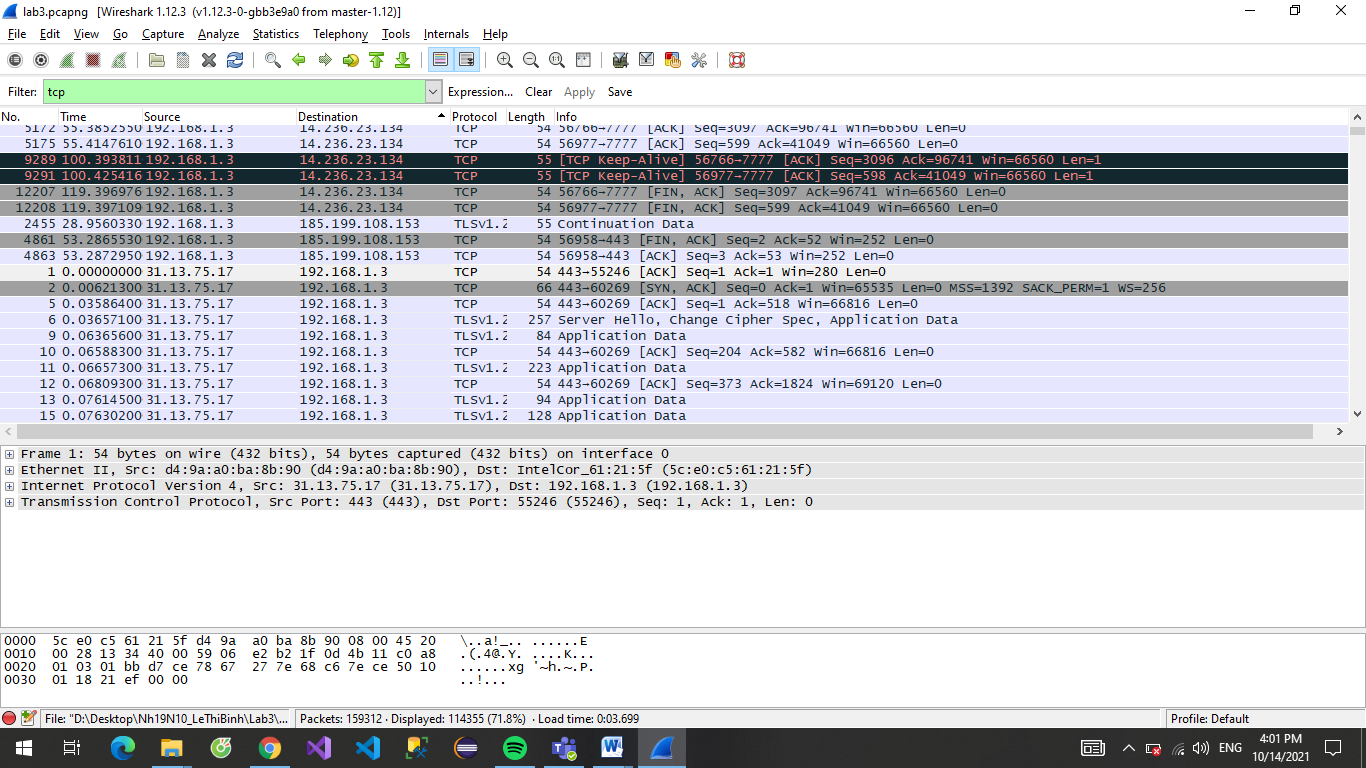 lab3.pcapng [Wireshark 1.12.3 (v1.12.3-0-gbb3e9a0 from master-1.12)]
File Edit View Go Capture Analyze Statistics Telephony Tools Internals Help
Filter: tcp Expression... Clear Apply Save
No. Time Source Destination Protocol Length Info
5172 55.3852550 192.168.1.3 14.236.23.134 TCP 54 56766→7777 [ACK] Seq=3097 Ack=96741 Win=66560 Len=0
5175 55.4147610 192.168.1.3 14.236.23.134 TCP 54 56977→7777 [ACK] Seq=599 Ack=41049 Win=66560 Len=0
9289 100.393811 192.168.1.3 14.236.23.134 TCP 55 [TCP Keep-Alive] 56766→7777 [ACK] Seq=3096 Ack=96741 Win=66560 Len=1
9291 100.425416 192.168.1.3 14.236.23.134 TCP 55 [TCP Keep-Alive] 56977→7777 [ACK] Seq=598 Ack=41049 Win=66560 Len=1
12207 119.396976 192.168.1.3 14.236.23.134 TCP 54 56766→7777 [FIN, ACK] Seq=3097 Ack=96741 Win=66560 Len=0
12208 119.397109 192.168.1.3 14.236.23.134 TCP 54 56977→7777 [FIN, ACK] Seq=599 Ack=41049 Win=66560 Len=0
2455 28.9560330 192.168.1.3 185.199.108.153 TLSv1.2 55 Continuation Data
4861 53.2865530 192.168.1.3 185.199.108.153 TCP 54 56958→443 [FIN, ACK] Seq=2 Ack=52 Win=252 Len=0
4863 53.2872950 192.168.1.3 185.199.108.153 TCP 54 56958→443 [ACK] Seq=3 Ack=53 Win=252 Len=0
1 0.00000000 31.13.75.17 192.168.1.3 TCP 54 443→55246 [ACK] Seq=1 Ack=1 Win=280 Len=0
2 0.00621300 31.13.75.17 192.168.1.3 TCP 66 443→60269 [SYN, ACK] Seq=0 Ack=1 Win=65535 Len=0 MSS=1392 SACK_PERM=1 WS=256
5 0.03586400 31.13.75.17 192.168.1.3 TCP 54 443→60269 [ACK] Seq=1 Ack=518 Win=66816 Len=0
6 0.03657100 31.13.75.17 192.168.1.3 TLSv1.2 257 Server Hello, Change Cipher Spec, Application Data
9 0.06365600 31.13.75.17 192.168.1.3 TLSv1.2 84 Application Data
10 0.06588300 31.13.75.17 192.168.1.3 TCP 54 443→60269 [ACK] Seq=204 Ack=582 Win=66816 Len=0
11 0.06657300 31.13.75.17 192.168.1.3 TLSv1.2 223 Application Data
12 0.06809300 31.13.75.17 192.168.1.3 TCP 54 443→60269 [ACK] Seq=373 Ack=1824 Win=69120 Len=0
13 0.07614500 31.13.75.17 192.168.1.3 TLSv1.2 94 Application Data
15 0.07630200 31.13.75.17 192.168.1.3 TLSv1.2 128 Application Data
Frame 1: 54 bytes on wire (432 bits), 54 bytes captured (432 bits) on interface 0
Ethernet II, Src: d4:9a:a0:ba:8b:90 (d4:9a:a0:ba:8b:90), Dst: IntelCor_61:21:5f (5c:e0:c5:61:21:5f)
Internet Protocol Version 4, Src: 31.13.75.17 (31.13.75.17), Dst: 192.168.1.3 (192.168.1.3)
Transmission Control Protocol, Src Port: 443 (443), Dst Port: 55246 (55246), Seq: 1, Ack: 1, Len: 0
0000 5c e0 c5 61 21 5f d4 9a a0 ba 8b 90 08 00 45 20 \..a!_.. ......E
0010 00 28 13 34 40 00 59 06 e2 b2 1f 0d 4b 11 c0 a8 .(.4@.Y. ....K...
0020 01 03 01 bb d7 ce 78 67 27 7e 68 c6 7e ce 50 10 ......xg '~h.~.P.
0030 01 18 21 ef 00 00 ..!...
File: "D:\Desktop\Nh19N10_LeThiBinh\Lab3\... Packets: 159312 · Displayed: 114355 (71.8%) · Load time: 0:03.699 Profile: Default
ENG 4:01 PM
10/14/2021